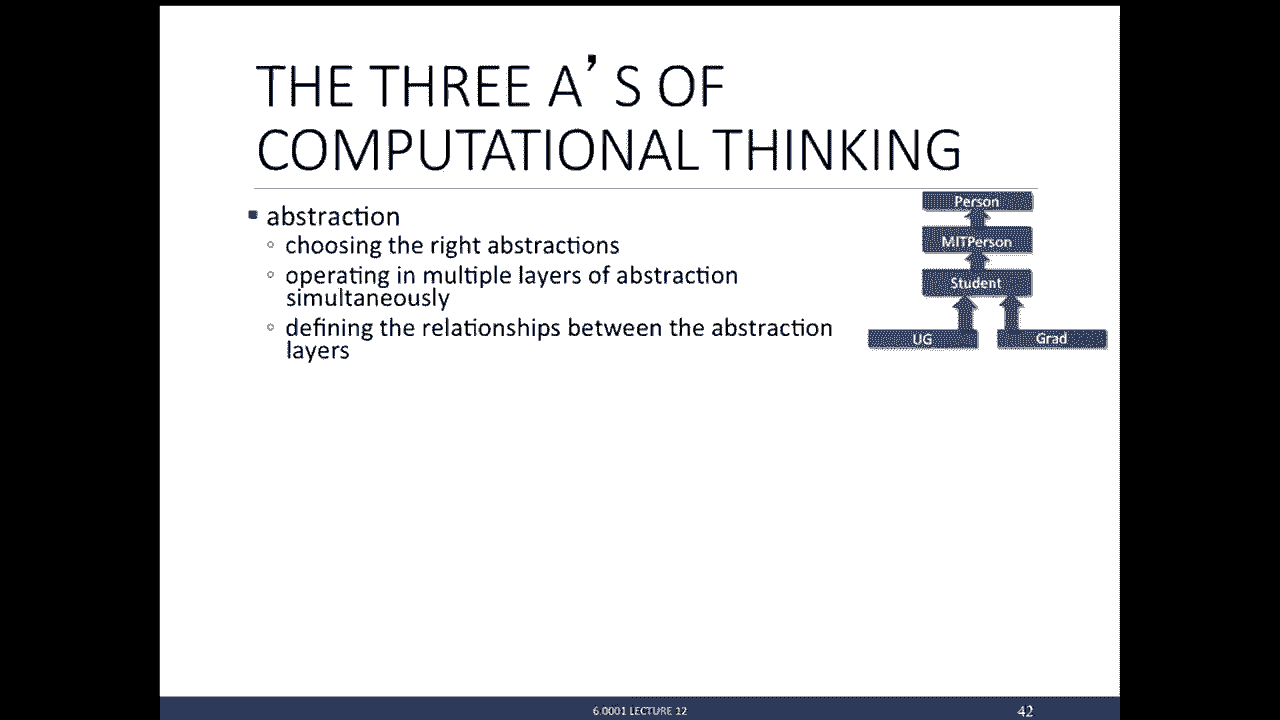 THE THREE A’S OF
COMPUTATIONAL THINKING
▪ abstraction
◦ choosing the right abstractions
◦ operating in multiple layers of abstraction
simultaneously
◦ defining the relationships between the abstraction
layers
Person
MITPerson
Student
UG
Grad
6.0001 LECTURE 12
42